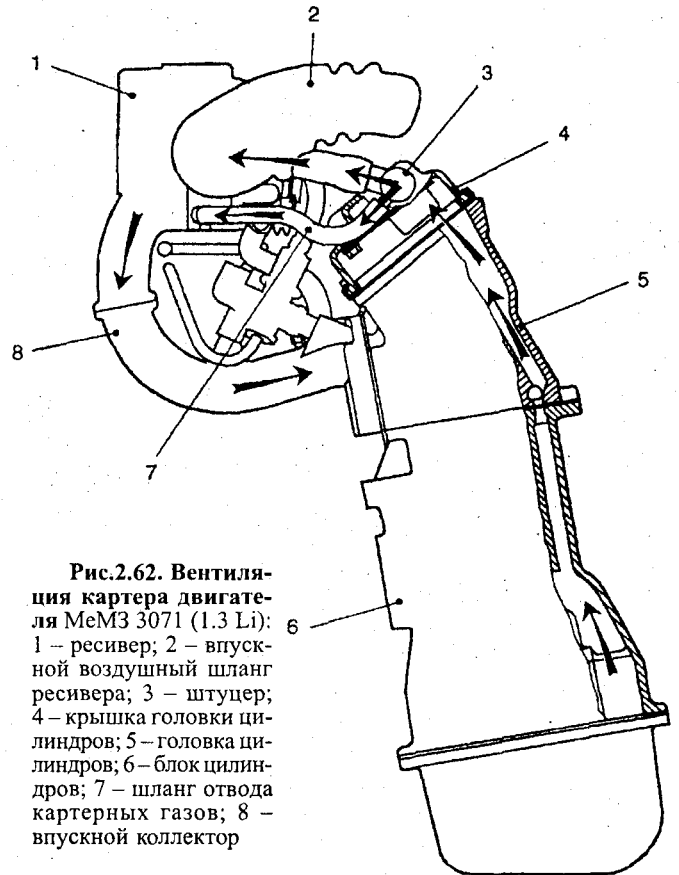 2
1
3
4
5
8
7
Рис.2.62. Вентиля-
ция картера двигате-
ля МеМЗ 3071 (1.3 Li):
1 – ресивер; 2 – впуск-
ной воздушный шланг
ресивера; 3 – штуцер;
4 – крышка головки ци-
линдров; 5 – головка ци-
линдров; 6 – блок цилин-
дров; 7 – шланг отвода
картерных газов; 8 –
впускной коллектор
6